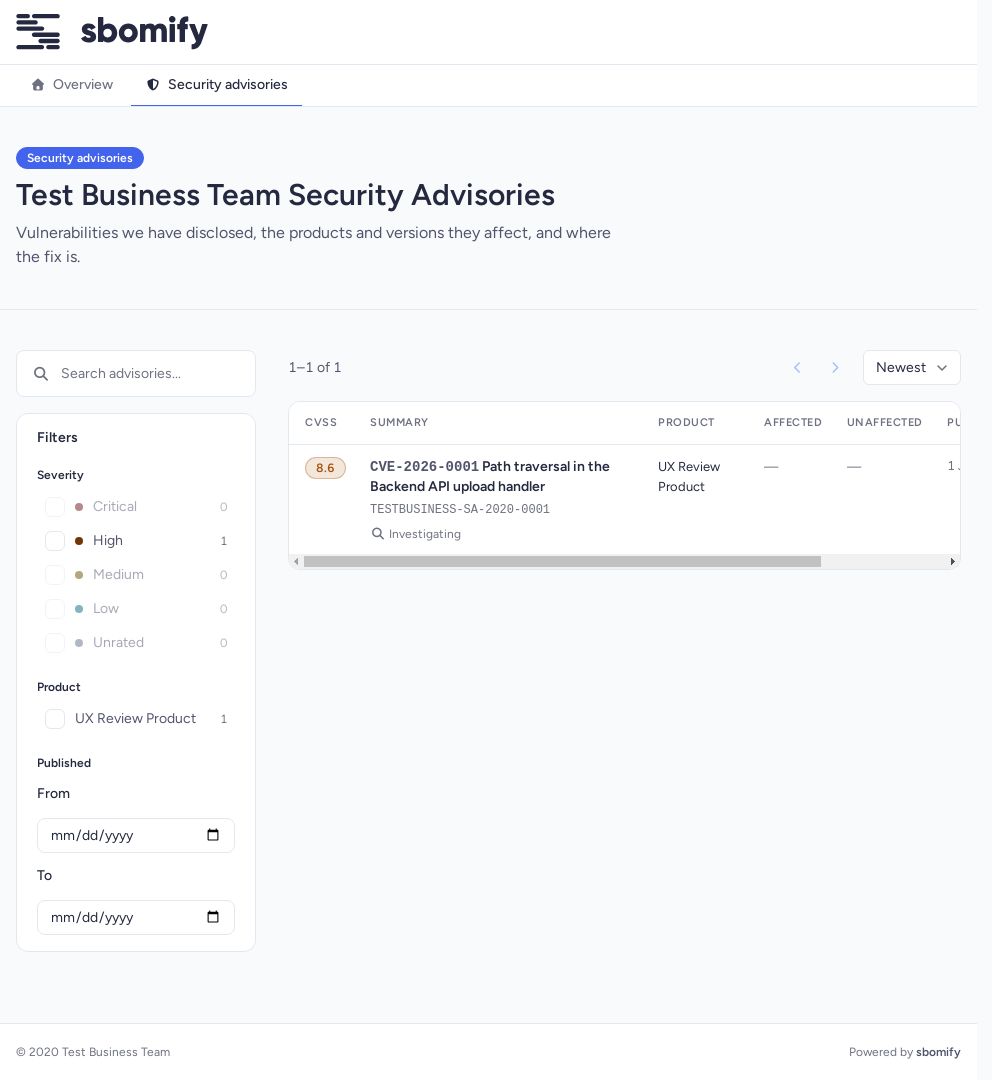 sbomify
Overview
Security advisories
Security advisories
Test Business Team Security Advisories
Vulnerabilities we have disclosed, the products and versions they affect, and where
the fix is.
Search advisories...
Filters
Severity
Critical 0
High 1
Medium 0
Low 0
Unrated 0
Product
UX Review Product 1
Published
From
mm/dd/yyyy
To
mm/dd/yyyy
1–1 of 1
Newest
CVSS SUMMARY PRODUCT AFFECTED UNAFFECTED
8.6 CVE-2026-0001 Path traversal in the UX Review — — 1
Backend API upload handler Product
TESTBUSINESS-SA-2020-0001
Investigating
© 2020 Test Business Team
Powered by sbomify